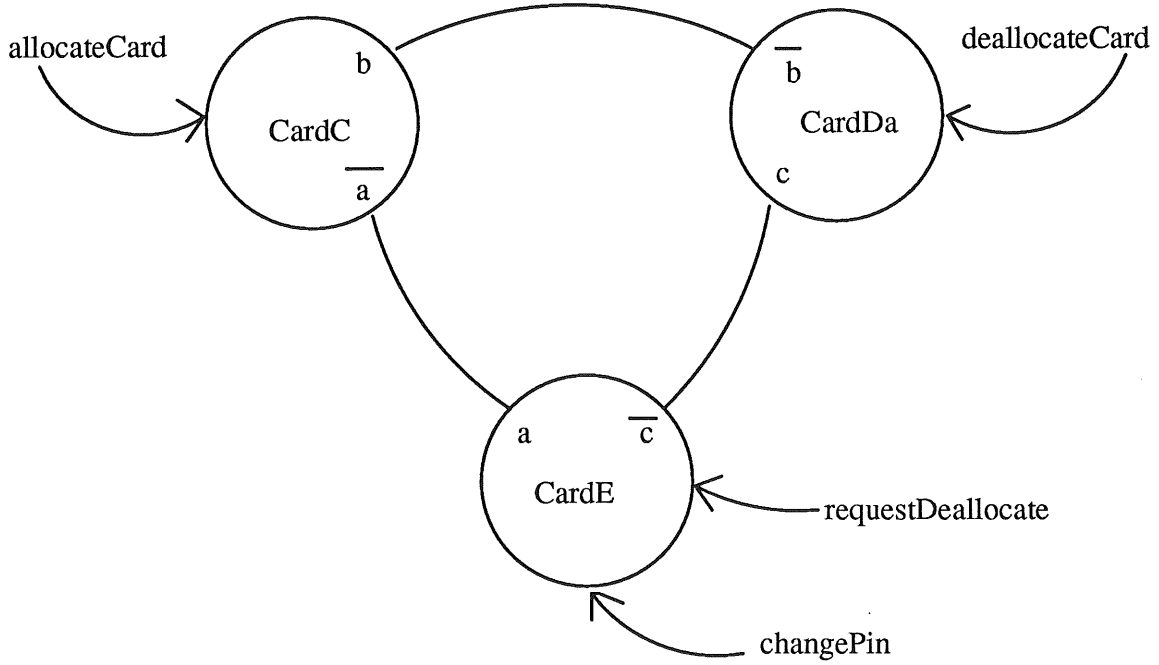 allocateCard
deallocateCard
b
b̅
CardC
CardDa
a̅
c
a
c̅
CardE
requestDeallocate
changePin